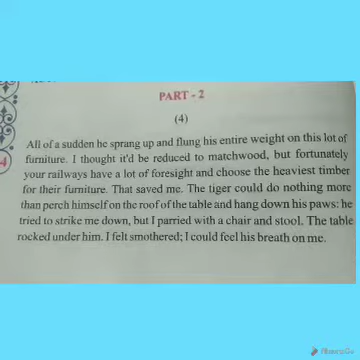 PART - 2
(4)
All of a sudden he sprang up and flung his entire weight on this lot of
furniture. I thought it'd be reduced to matchwood, but fortunately
your railways have a lot of foresight and choose the heaviest timber
for their furniture. That saved me. The tiger could do nothing more
than perch himself on the roof of the table and hang down his paws: he
tried to strike me down, but I parried with a chair and stool. The table
rocked under him. I felt smothered; I could feel his breath on me.